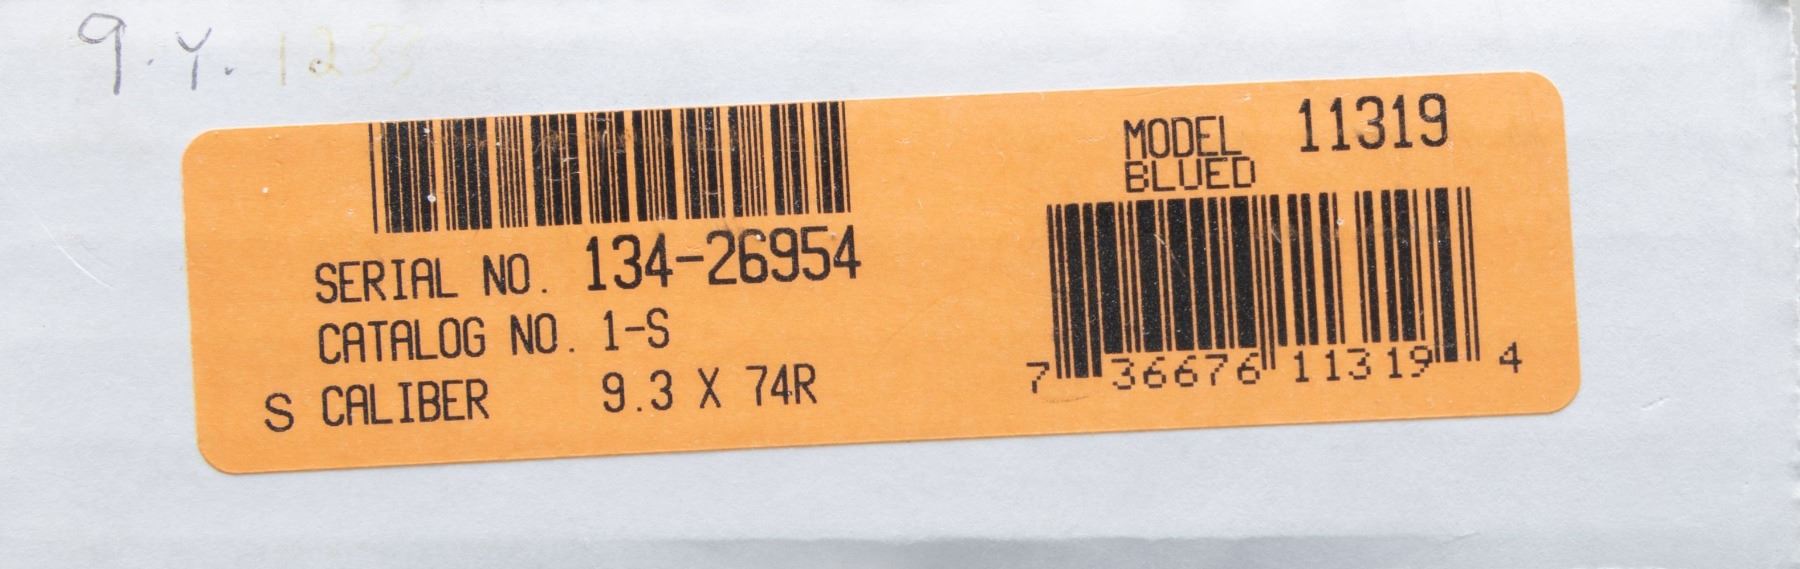 9.Y. 1233
MODEL 11319
BLUED
SERIAL NO. 134-26954
CATALOG NO. 1-S
S CALIBER 9.3 X 74R
7 36676 11319 4